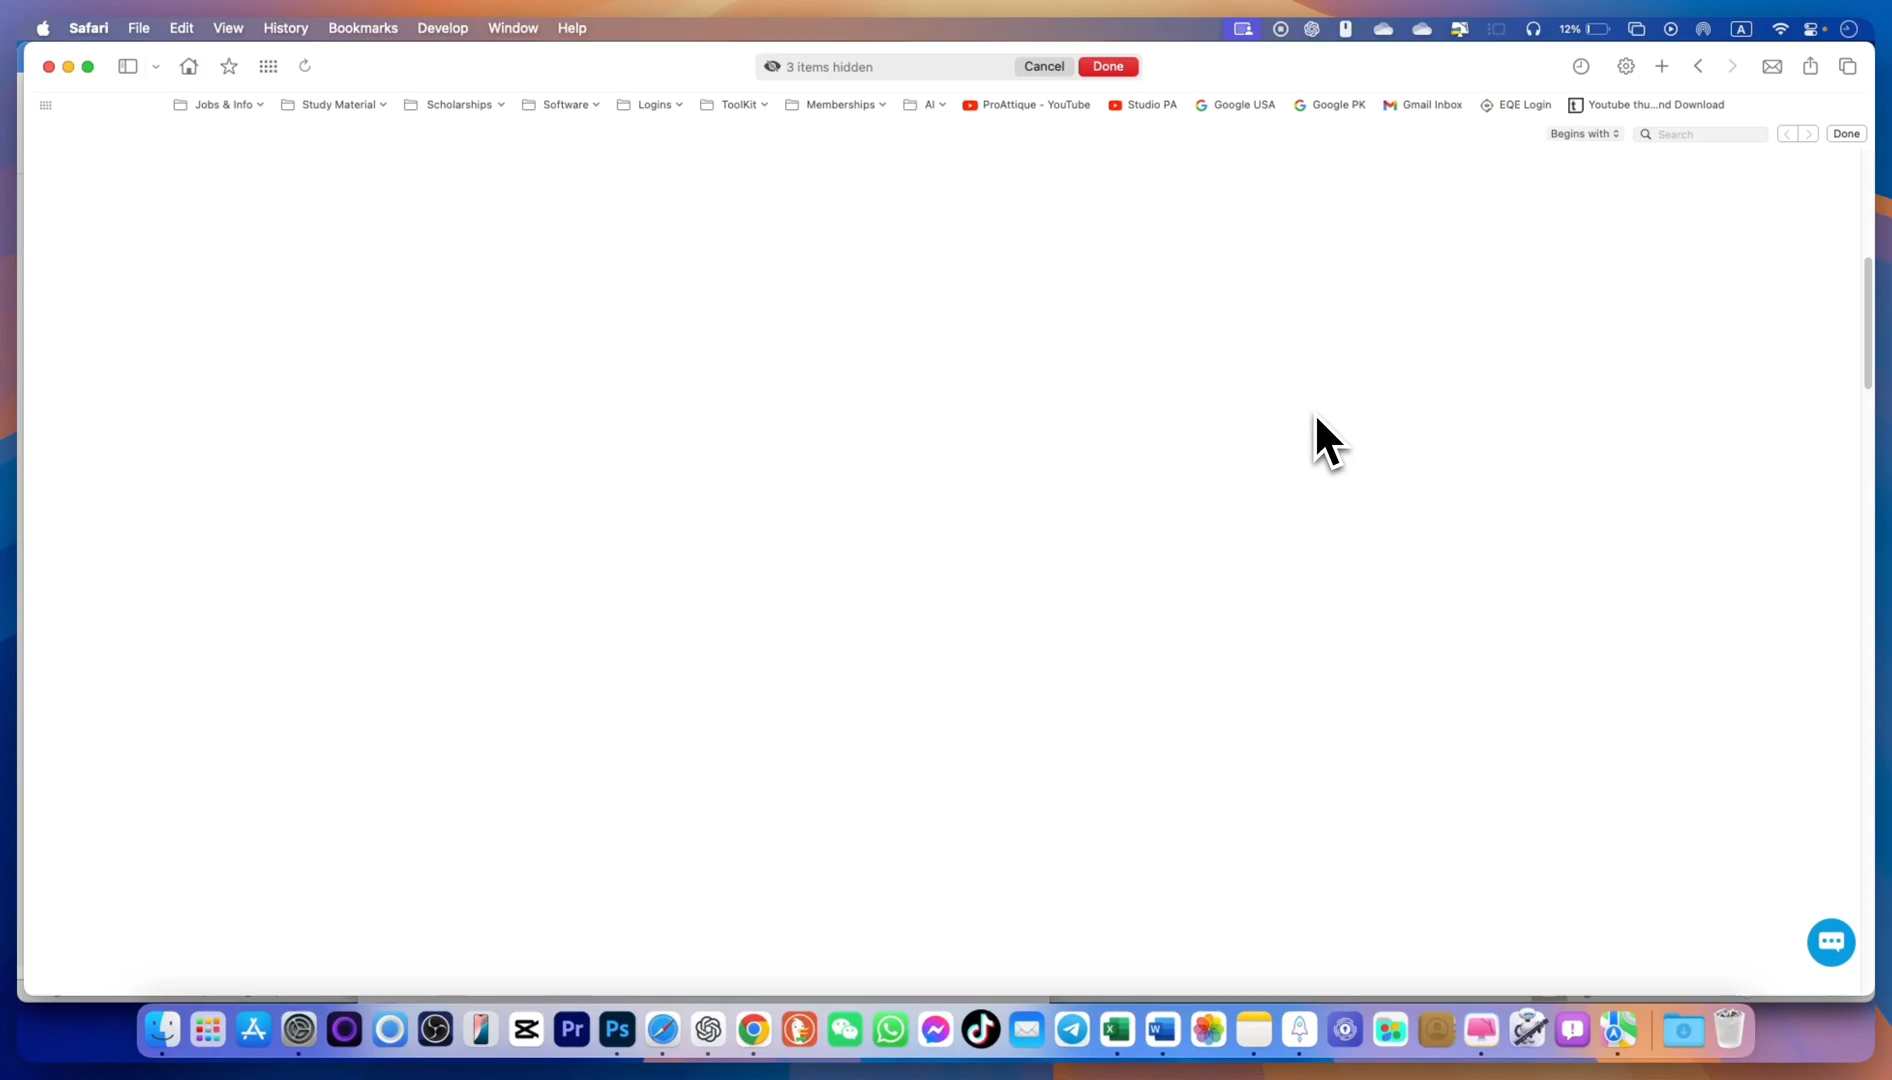 Safari File Edit View History Bookmarks Develop Window Help 12% A
3 items hidden Cancel Done
Jobs & Info Study Material Scholarships Software Logins ToolKit Memberships AI ProAttique - YouTube Studio PA Google USA Google PK Gmail Inbox EQE Login Youtube thu...nd Download
Begins with Search Done
Pr Ps